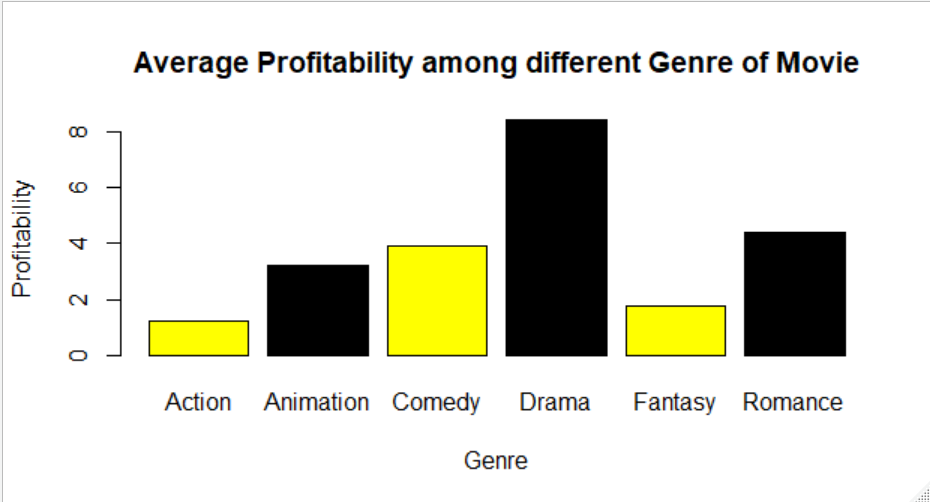 Average Profitability among different Genre of Movie
Profitability
8
6
4
2
0
Action Animation Comedy Drama Fantasy Romance
Genre